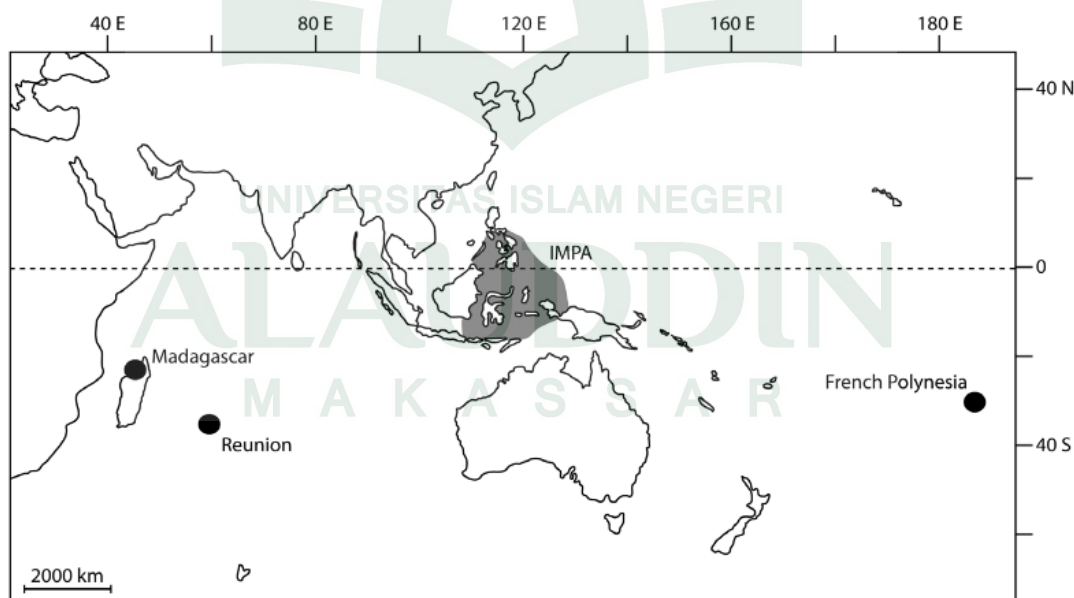 40 E 80 E 120 E 160 E 180 E
40 N
UNIVERSITAS ISLAM NEGERI
IMPA
0
ALAUDDIN
Madagascar
French Polynesia
MAKASSAR
Reunion
40 S
2000 km